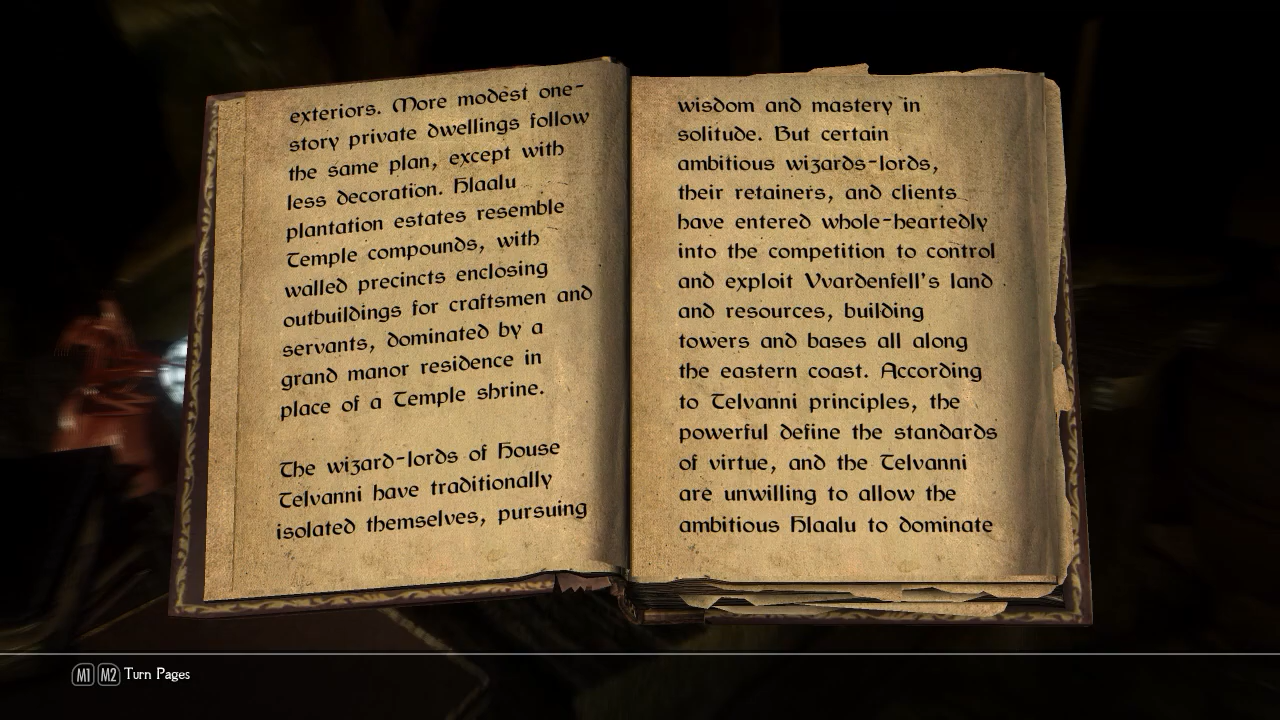 exteriors. More modest one-
story private dwellings follow
the same plan, except with
less decoration. Hlaalu
plantation estates resemble
Temple compounds, with
walled precincts enclosing
outbuildings for craftsmen and
servants, dominated by a
grand manor residence in
place of a Temple shrine.
The wizard-lords of House
Telvanni have traditionally
isolated themselves, pursuing
wisdom and mastery in
solitude. But certain
ambitious wizards-lords,
their retainers, and clients
have entered whole-heartedly
into the competition to control
and exploit Vvardenfell's land
and resources, building
towers and bases all along
the eastern coast. According
to Telvanni principles, the
powerful define the standards
of virtue, and the Telvanni
are unwilling to allow the
ambitious Hlaalu to dominate
M1 M2 Turn Pages